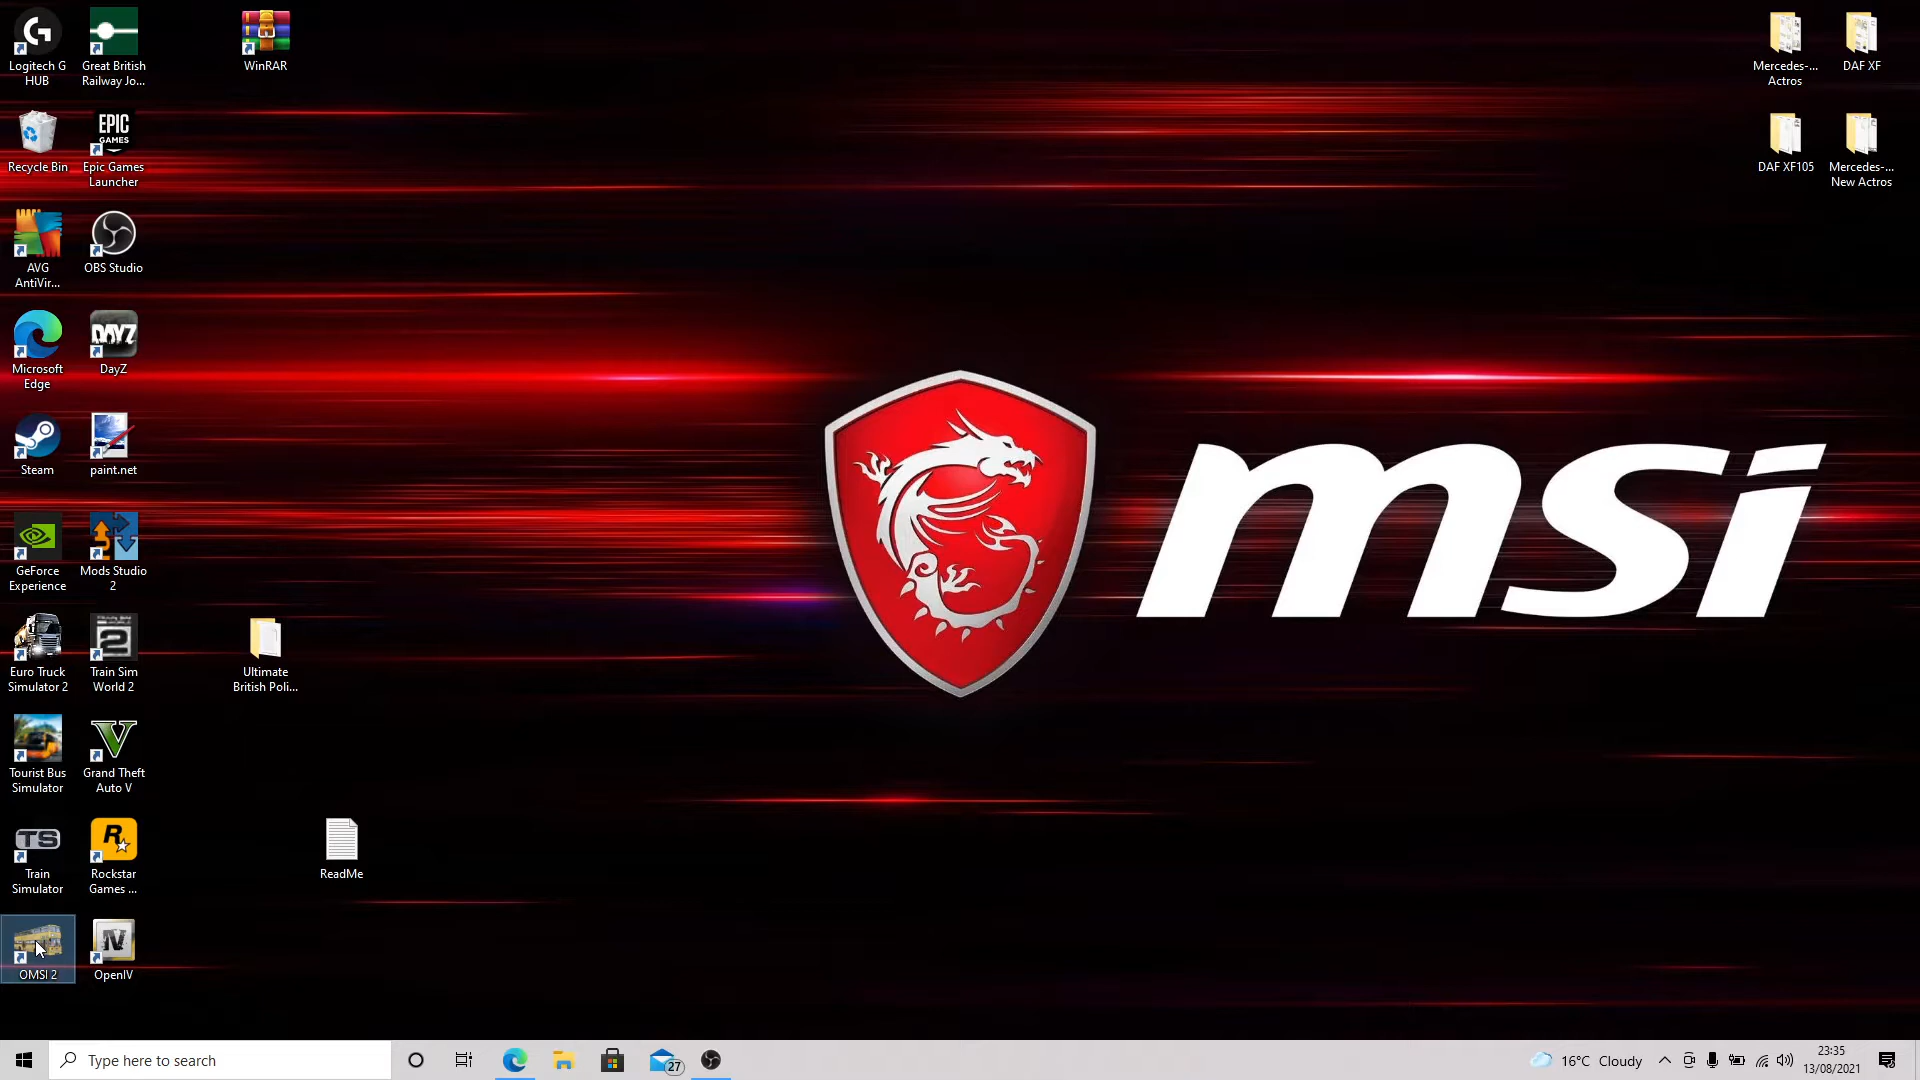 Logitech G
HUB
Great British
Railway Jo...
WinRAR
Mercedes-...
Actros
DAF XF
Recycle Bin
EPIC
GAMES
Epic Games
Launcher
DAF XF105
Mercedes-...
New Actros
AVG
AntiVir...
OBS Studio
Microsoft
Edge
DAYZ
DayZ
Steam
paint.net
msi
GeForce
Experience
Mods Studio
2
Euro Truck
Simulator 2
2
Train Sim
World 2
Ultimate
British Poli...
Tourist Bus
Simulator
V
Grand Theft
Auto V
TS
Train
Simulator
R
Rockstar
Games ...
ReadMe
OMSI 2
IV
OpenIV
Type here to search
27
16°C Cloudy
23:35
13/08/2021